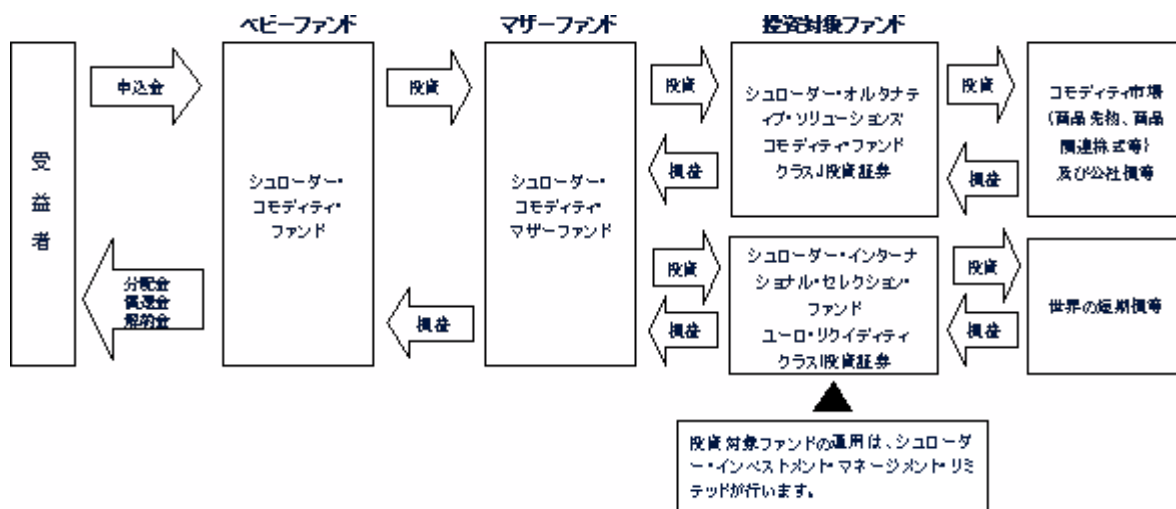 ベビーファンド
マザーファンド
投資対象ファンド
受
益
者
申込金
分配金
償還金
解約金
シュローダー・
コモディティ・
ファンド
投資
損益
シュローダー・
コモディティ・
マザーファンド
投資
損益
投資
損益
シュローダー・オルタナテ
ィブ・ソリューションズ
コモディティ・ファンド
クラスI投資証券
シュローダー・インターナ
ショナル・セレクション・
ファンド
ユーロ・リクイディティ
クラスI投資証券
投資
損益
投資
損益
コモディティ市場
(商品先物、商品
関連株式等)
及び公社債等
世界の短期債等
投資対象ファンドの運用は、シュローダ
ー・インベストメント・マネージメント・リミ
テッドが行います。